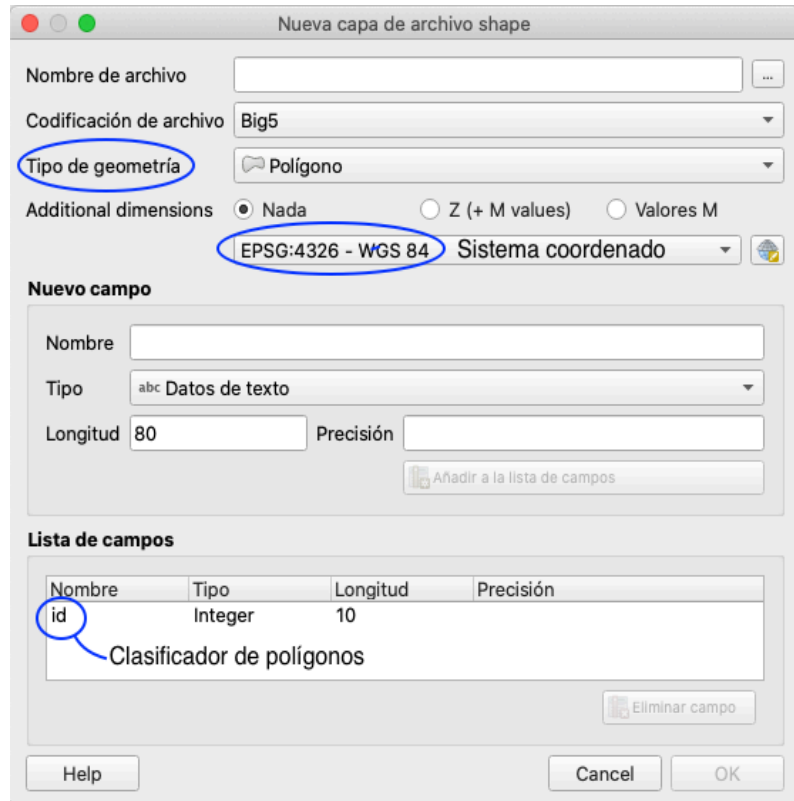 Nueva capa de archivo shape
Nombre de archivo ...
Codificación de archivo Big5
Tipo de geometría Polígono
Additional dimensions Nada Z (+ M values) Valores M
EPSG:4326 - WGS 84 Sistema coordenado
Nuevo campo
Nombre
Tipo abc Datos de texto
Longitud 80 Precisión
Añadir a la lista de campos
Lista de campos
Nombre Tipo Longitud Precisión
id Integer 10
Clasificador de polígonos
Eliminar campo
Help Cancel OK